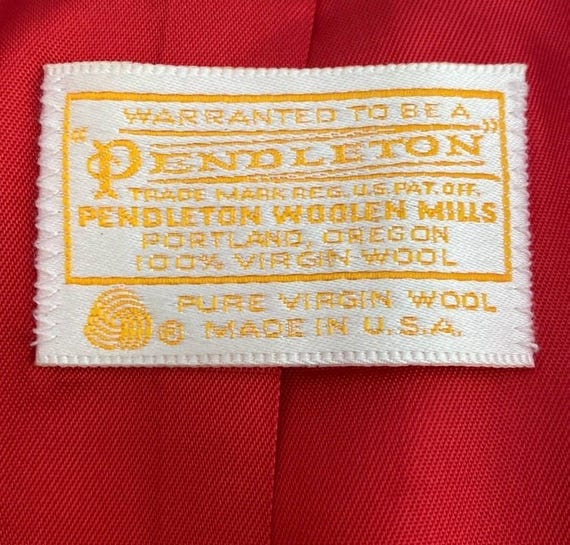 WARRANTED TO BE A
"PENDLETON"
TRADE MARK REG. U.S. PAT. OFF.
PENDLETON WOOLEN MILLS
PORTLAND, OREGON
100% VIRGIN WOOL
PURE VIRGIN WOOL
® MADE IN U.S.A.